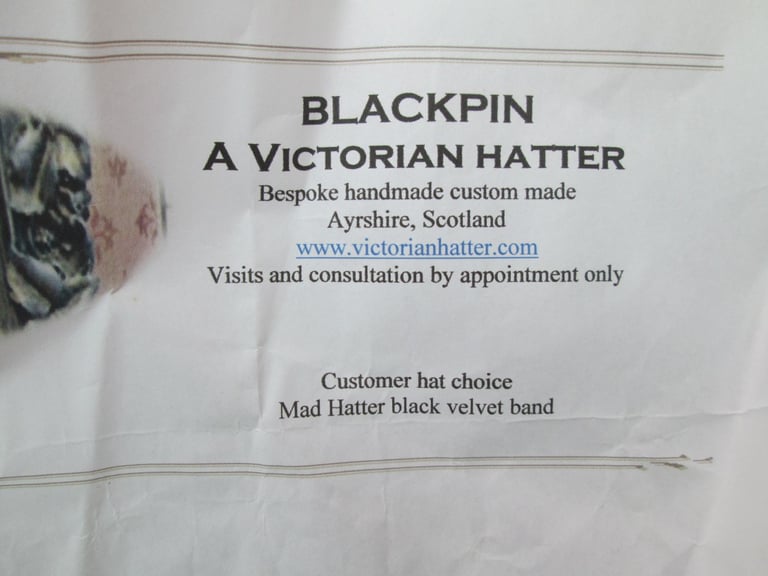 BLACKPIN
A VICTORIAN HATTER
Bespoke handmade custom made
Ayrshire, Scotland
www.victorianhatter.com
Visits and consultation by appointment only
Customer hat choice
Mad Hatter black velvet band